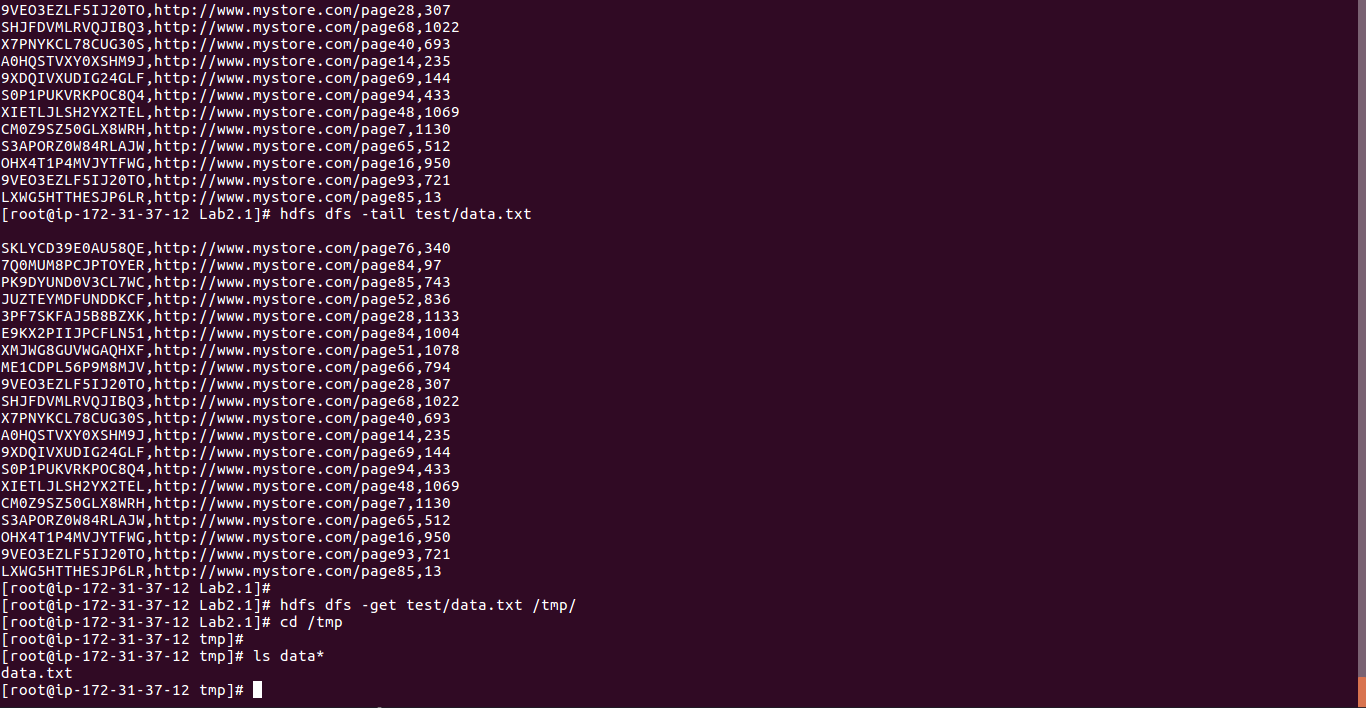 9VEO3EZLF5IJ20TO,http://www.mystore.com/page28,307
SHJFDVMLRVQJIBQ3,http://www.mystore.com/page68,1022
X7PNYKCL78CUG30S,http://www.mystore.com/page40,693
A0HQSTVXY0XSHM9J,http://www.mystore.com/page14,235
9XDQIVXUDIG24GLF,http://www.mystore.com/page69,144
S0P1PUKVRKPOC8Q4,http://www.mystore.com/page94,433
XIETLJLSH2YX2TEL,http://www.mystore.com/page48,1069
CM0Z9SZ50GLX8WRH,http://www.mystore.com/page7,1130
S3APORZ0W84RLAJW,http://www.mystore.com/page65,512
OHX4T1P4MVJYTFWG,http://www.mystore.com/page16,950
9VEO3EZLF5IJ20TO,http://www.mystore.com/page93,721
LXWG5HTTHESJP6LR,http://www.mystore.com/page85,13
[root@ip-172-31-37-12 Lab2.1]# hdfs dfs -tail test/data.txt
SKLYCD39E0AU58QE,http://www.mystore.com/page76,340
7Q0MUM8PCJPTOYER,http://www.mystore.com/page84,97
PK9DYUND0V3CL7WC,http://www.mystore.com/page85,743
JUZTEYMDFUNDDKCF,http://www.mystore.com/page52,836
3PF7SKFAJ5B8BZXK,http://www.mystore.com/page28,1133
E9KX2PIIJPCFLN51,http://www.mystore.com/page84,1004
XMJWG8GUVWGAQHXF,http://www.mystore.com/page51,1078
ME1CDPL56P9M8MJV,http://www.mystore.com/page66,794
9VEO3EZLF5IJ20TO,http://www.mystore.com/page28,307
SHJFDVMLRVQJIBQ3,http://www.mystore.com/page68,1022
X7PNYKCL78CUG30S,http://www.mystore.com/page40,693
A0HQSTVXY0XSHM9J,http://www.mystore.com/page14,235
9XDQIVXUDIG24GLF,http://www.mystore.com/page69,144
S0P1PUKVRKPOC8Q4,http://www.mystore.com/page94,433
XIETLJLSH2YX2TEL,http://www.mystore.com/page48,1069
CM0Z9SZ50GLX8WRH,http://www.mystore.com/page7,1130
S3APORZ0W84RLAJW,http://www.mystore.com/page65,512
OHX4T1P4MVJYTFWG,http://www.mystore.com/page16,950
9VEO3EZLF5IJ20TO,http://www.mystore.com/page93,721
LXWG5HTTHESJP6LR,http://www.mystore.com/page85,13
[root@ip-172-31-37-12 Lab2.1]#
[root@ip-172-31-37-12 Lab2.1]# hdfs dfs -get test/data.txt /tmp/
[root@ip-172-31-37-12 Lab2.1]# cd /tmp
[root@ip-172-31-37-12 tmp]#
[root@ip-172-31-37-12 tmp]# ls data*
data.txt
[root@ip-172-31-37-12 tmp]#